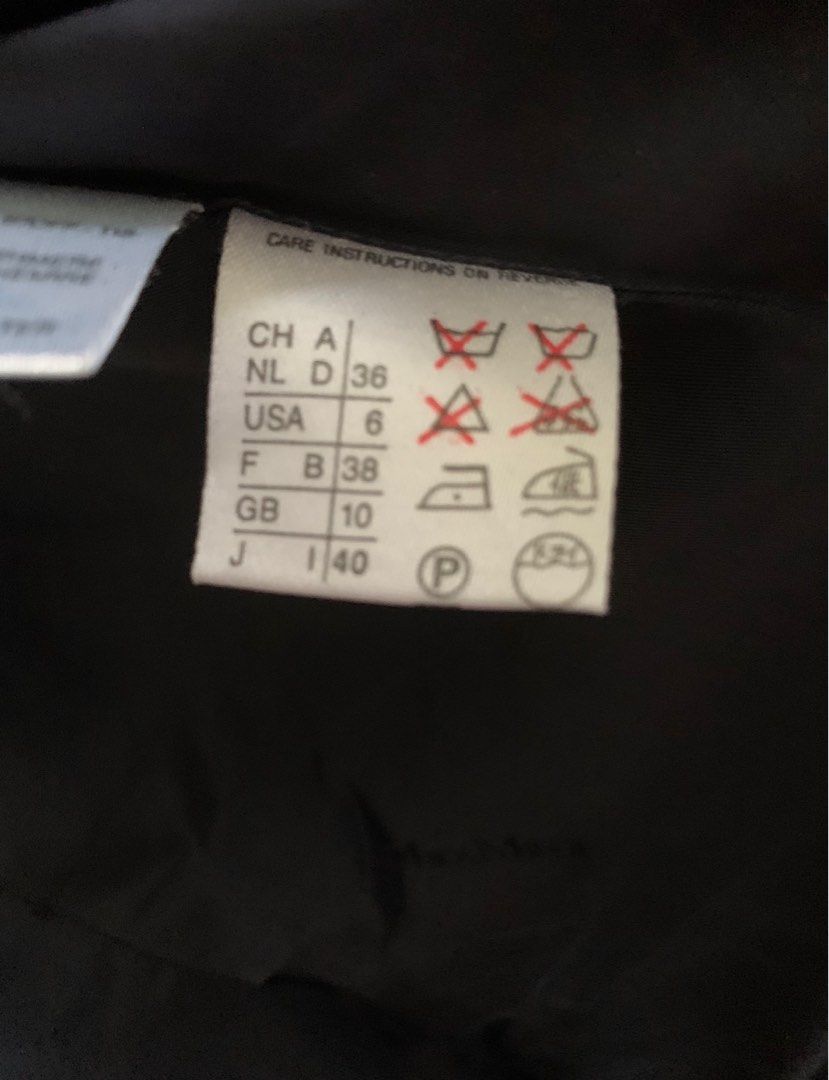 CARE INSTRUCTIONS ON REVERSE
CH A
NL D 36
USA 6
F B 38
GB 10
J I 40
P